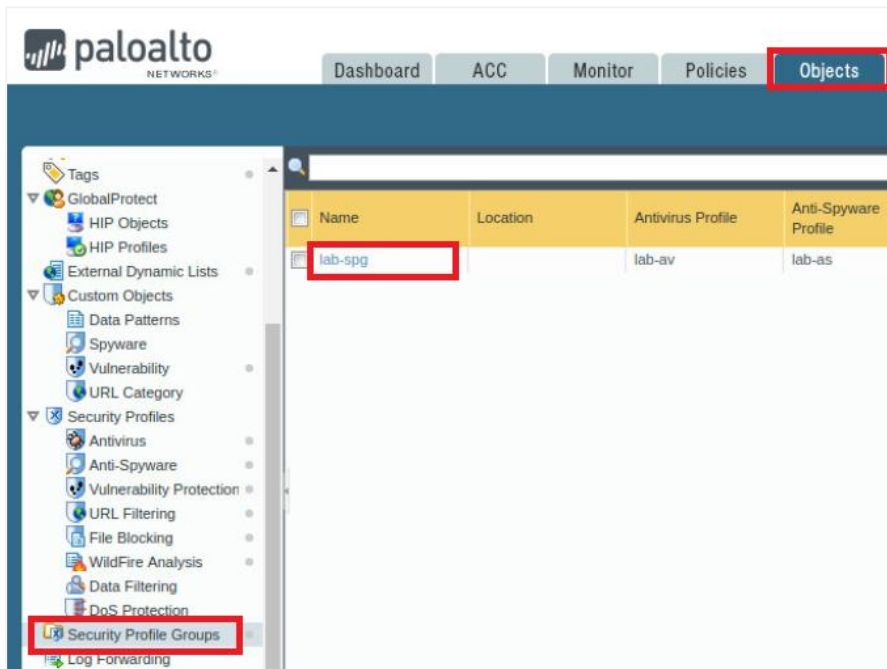 paloalto
NETWORKS®
Dashboard
ACC
Monitor
Policies
Objects
Tags
GlobalProtect
HIP Objects
HIP Profiles
External Dynamic Lists
Custom Objects
Data Patterns
Spyware
Vulnerability
URL Category
Security Profiles
Antivirus
Anti-Spyware
Vulnerability Protection
URL Filtering
File Blocking
WildFire Analysis
Data Filtering
DoS Protection
Security Profile Groups
Log Forwarding
Name
Location
Antivirus Profile
Anti-Spyware
Profile
lab-spg
lab-av
lab-as